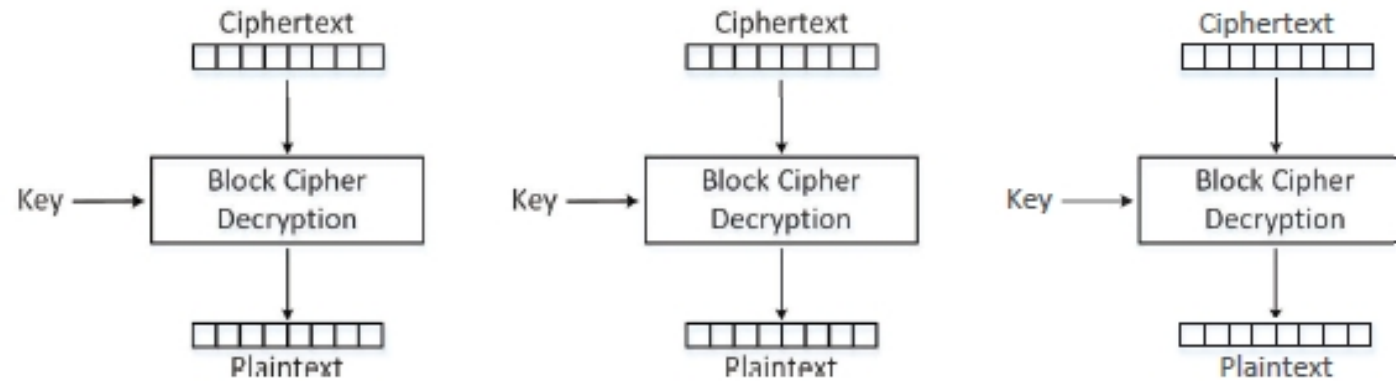 Ciphertext
Ciphertext
Ciphertext
Key
Block Cipher
Decryption
Key
Block Cipher
Decryption
Key
Block Cipher
Decryption
Plaintext
Plaintext
Plaintext